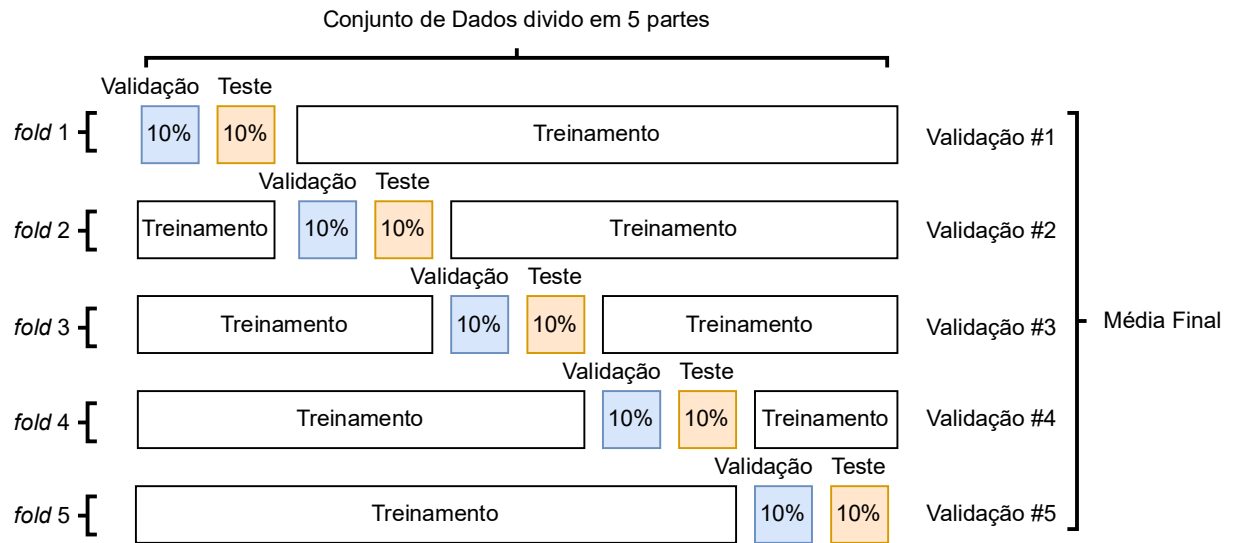 Conjunto de Dados divido em 5 partes
Validação Teste
fold 1 10% 10% Treinamento Validação #1
Validação Teste
fold 2 Treinamento 10% 10% Treinamento Validação #2
Validação Teste
fold 3 Treinamento 10% 10% Treinamento Validação #3
Média Final
Validação Teste
fold 4 Treinamento 10% 10% Treinamento Validação #4
Validação Teste
fold 5 Treinamento 10% 10% Validação #5